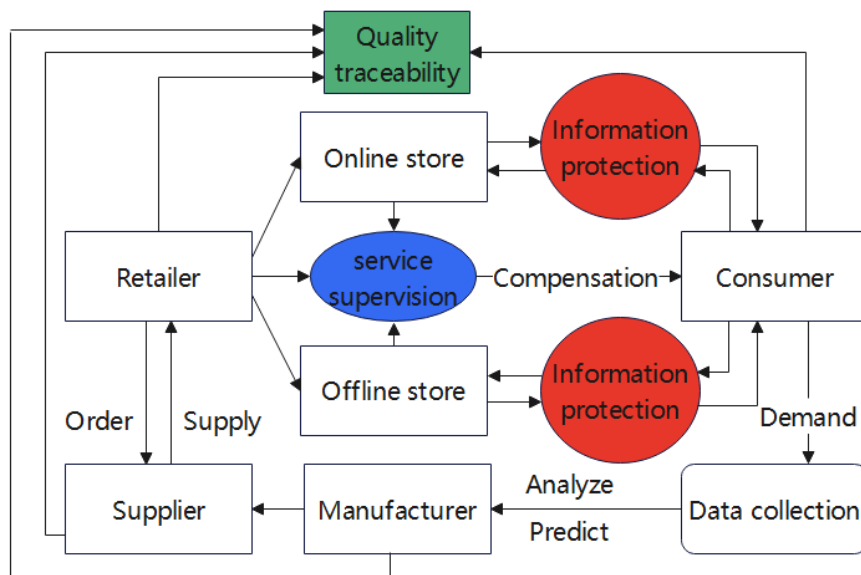 Quality
traceability
Online store
Information
protection
Retailer
service
supervision
Compensation
Consumer
Offline store
Information
protection
Order
Supply
Demand
Supplier
Manufacturer
Analyze
Predict
Data collection